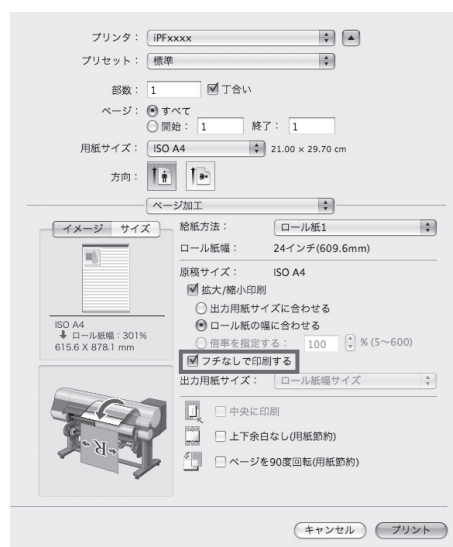 プリンタ： iPFxxxx
プリセット： 標準
部数： 1 丁合い
ページ： すべて
開始： 1 終了： 1
用紙サイズ： ISO A4 21.00 × 29.70 cm
方向：
ページ加工
イメージ サイズ
給紙方法： ロール紙1
ロール紙幅： 24インチ(609.6mm)
原稿サイズ： ISO A4
拡大/縮小印刷
出力用紙サイズに合わせる
ロール紙の幅に合わせる
倍率を指定する： 100 % (5〜600)
フチなしで印刷する
出力用紙サイズ： ロール紙幅サイズ
ISO A4
ロール紙幅：301%
615.6 X 878.1 mm
R
中央に印刷
上下余白なし(用紙節約)
ページを90度回転(用紙節約)
キャンセル プリント